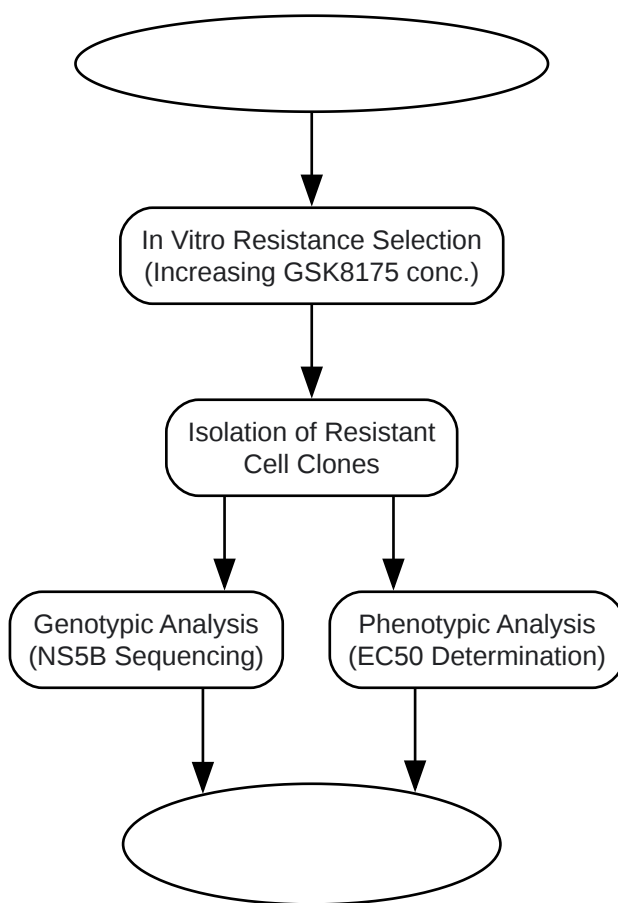 In Vitro Resistance Selection
(Increasing GSK8175 conc.)
Isolation of Resistant
Cell Clones
Genotypic Analysis
(NS5B Sequencing)
Phenotypic Analysis
(EC50 Determination)